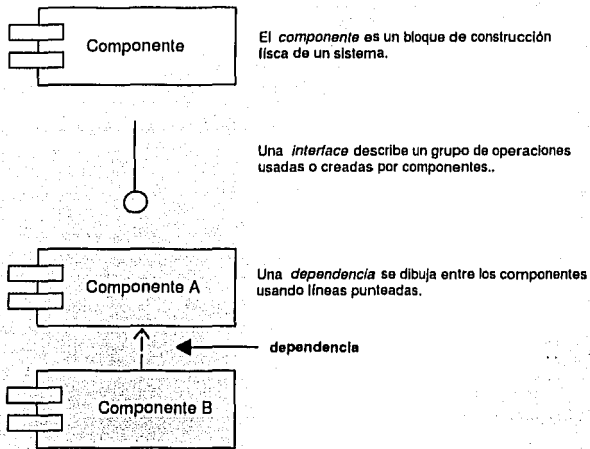 Componente
El componente es un bloque de construcción
física de un sistema.
Una interface describe un grupo de operaciones
usadas o creadas por componentes..
Componente A
Una dependencia se dibuja entre los componentes
usando líneas punteadas.
dependencia
Componente B